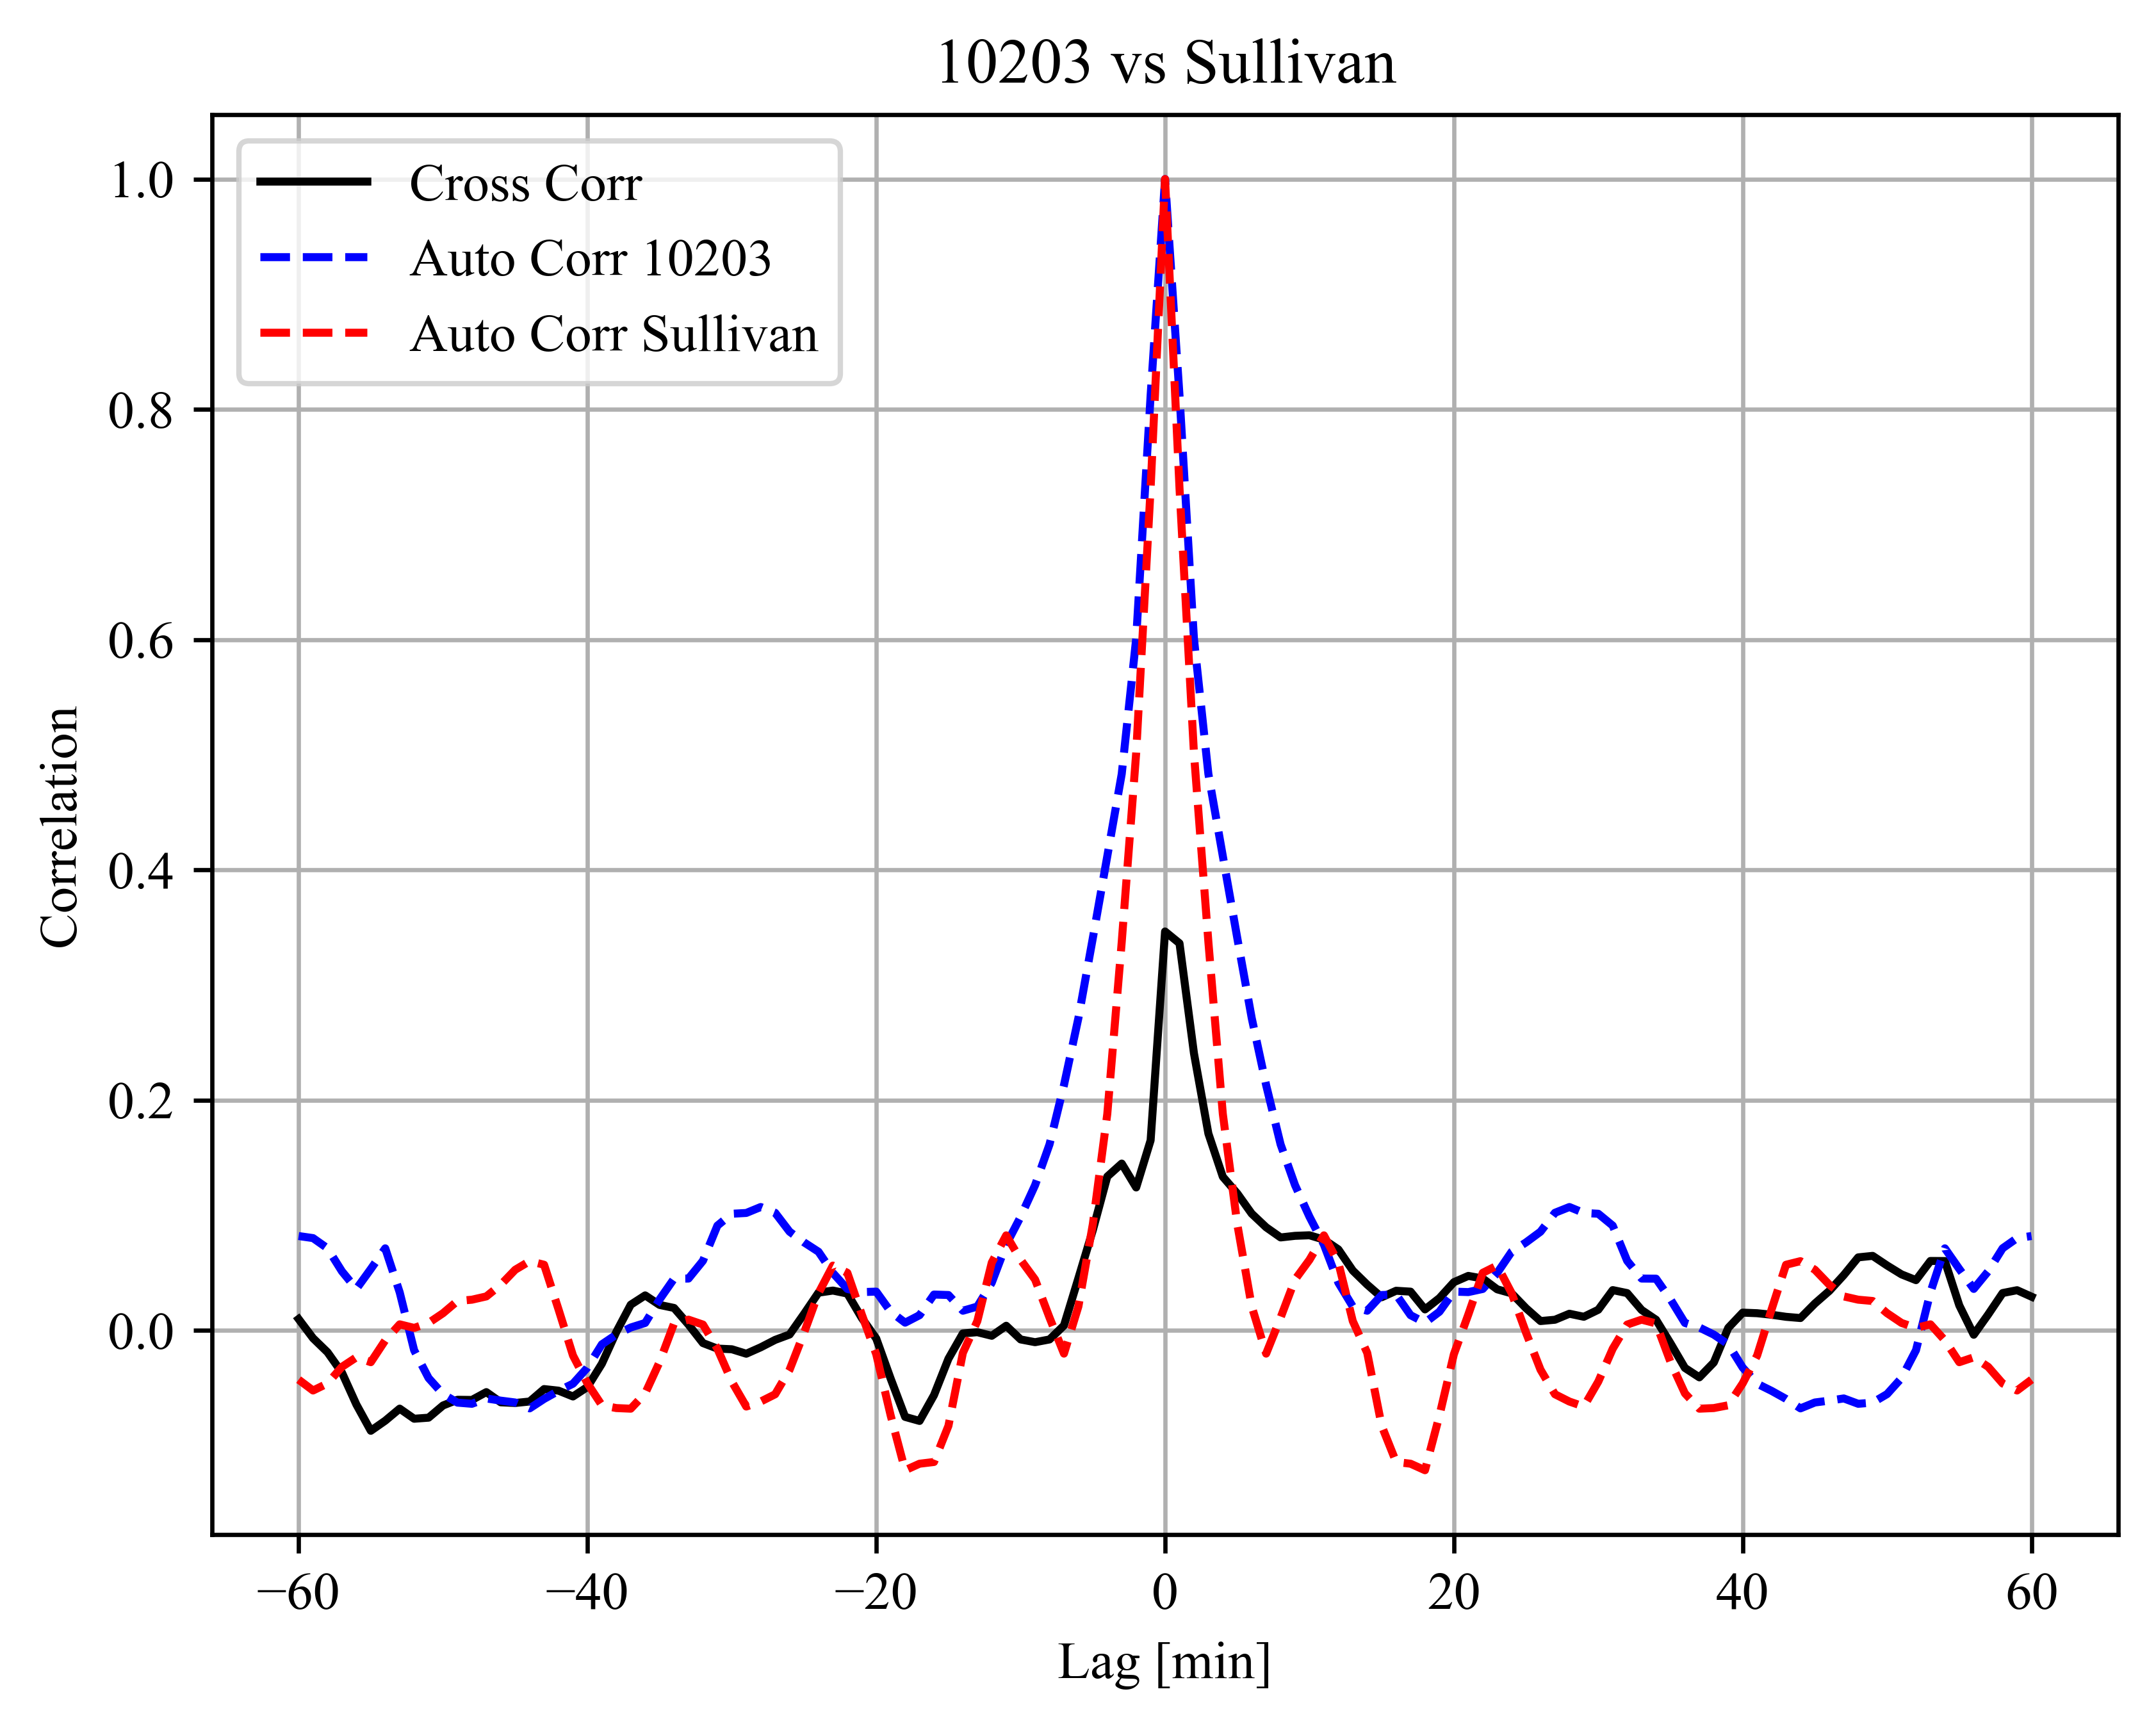 10203 vs Sullivan
Cross Corr
Auto Corr 10203
Auto Corr Sullivan
1.0
0.8
0.6
0.4
0.2
0.0
Correlation
−60 −40 −20 0 20 40 60
Lag [min]